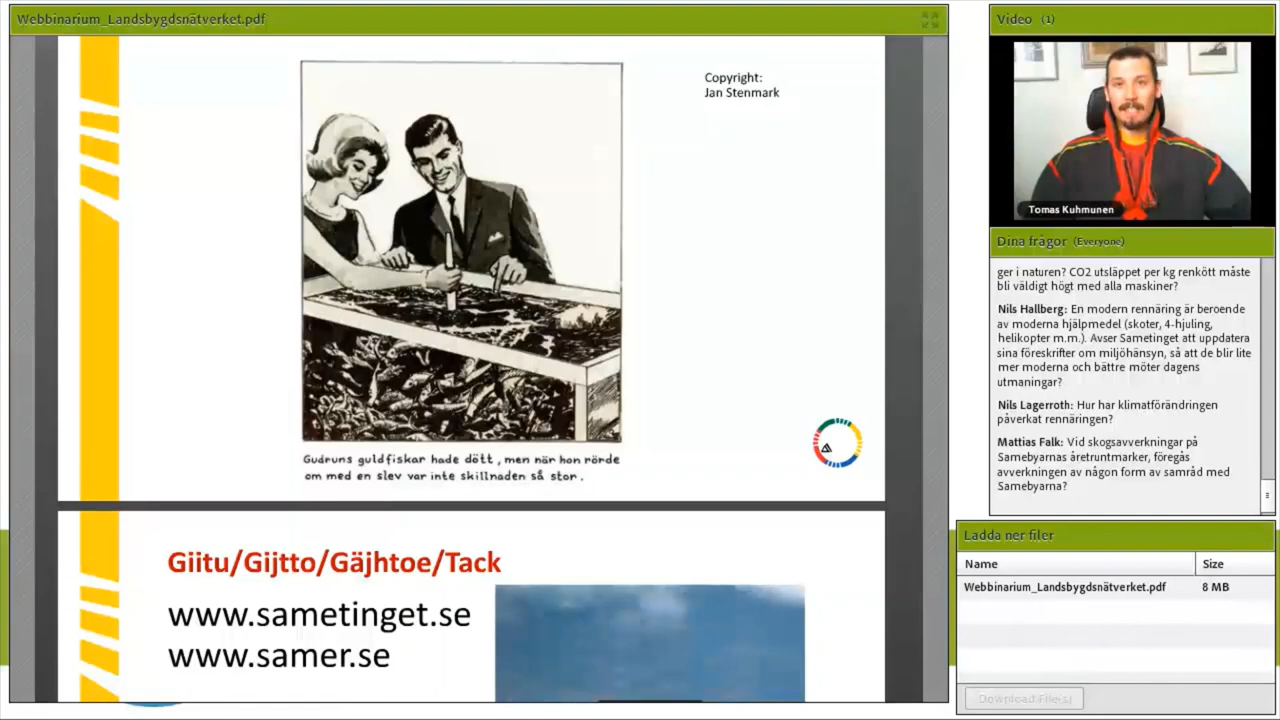 Webbinarium_Landsbygdsnätverket.pdf
Copyright:
Jan Stenmark
Gudruns guldfiskar hade dött, men när hon rörde
om med en slev var inte skillnaden så stor.
Giitu/Gijtto/Gäjhtoe/Tack
www.sametinget.se
www.samer.se
Video (1)
Tomas Kuhmunen
Dina frågor (Everyone)
ger i naturen? CO2 utsläppet per kg renkött måste
bli väldigt högt med alla maskiner?
Nils Hallberg: En modern rennäring är beroende
av moderna hjälpmedel (skoter, 4-hjuling,
helikopter m.m.). Avser Sametinget att uppdatera
sina föreskrifter om miljöhänsyn, så att de blir lite
mer moderna och bättre möter dagens
utmaningar?
Nils Lagerroth: Hur har klimatförändringen
påverkat rennäringen?
Mattias Falk: Vid skogsavverkningar på
Samebyarnas åretruntmarker, föregås
avverkningen av någon form av samråd med
Samebyarna?
Ladda ner filer
Name Size
Webbinarium_Landsbygdsnätverket.pdf 8 MB
Download File(s)